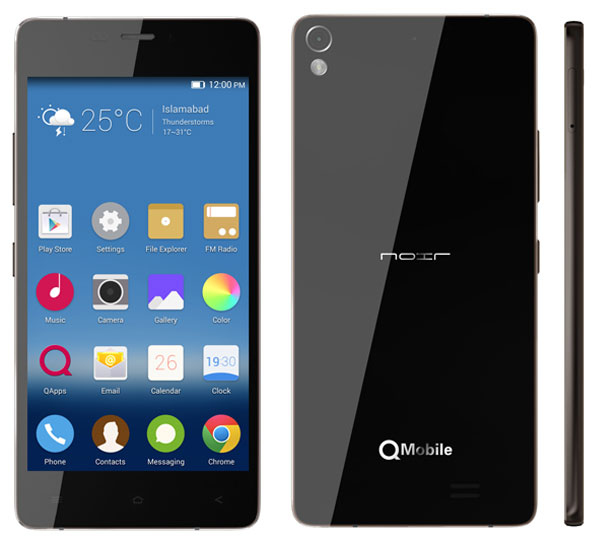 12:00 PM
25°C
Islamabad
Thunderstorms
17~31°C
Play Store Settings File Explorer FM Radio
Music Camera Gallery Color
26
19:30
QApps Email Calendar Clock
Phone Contacts Messaging Chrome
noir
QMobile